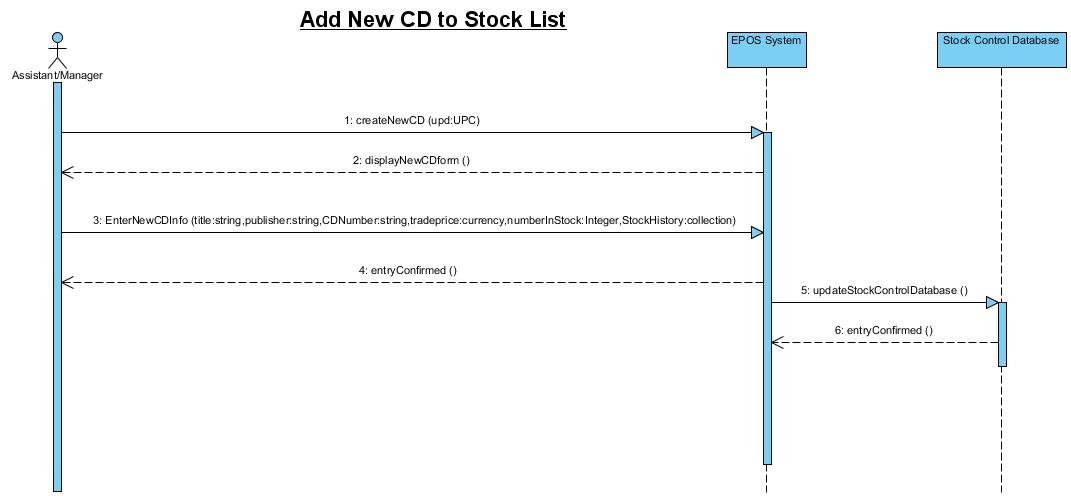 Add New CD to Stock List
Assistant/Manager
EPOS System
Stock Control Database
1: createNewCD (upd:UPC)
2: displayNewCDform ()
3: EnterNewCDInfo (title:string,publisher:string,CDNumber:string,tradeprice:currency,numberInStock:Integer,StockHistory:collection)
4: entryConfirmed ()
5: updateStockControlDatabase ()
6: entryConfirmed ()